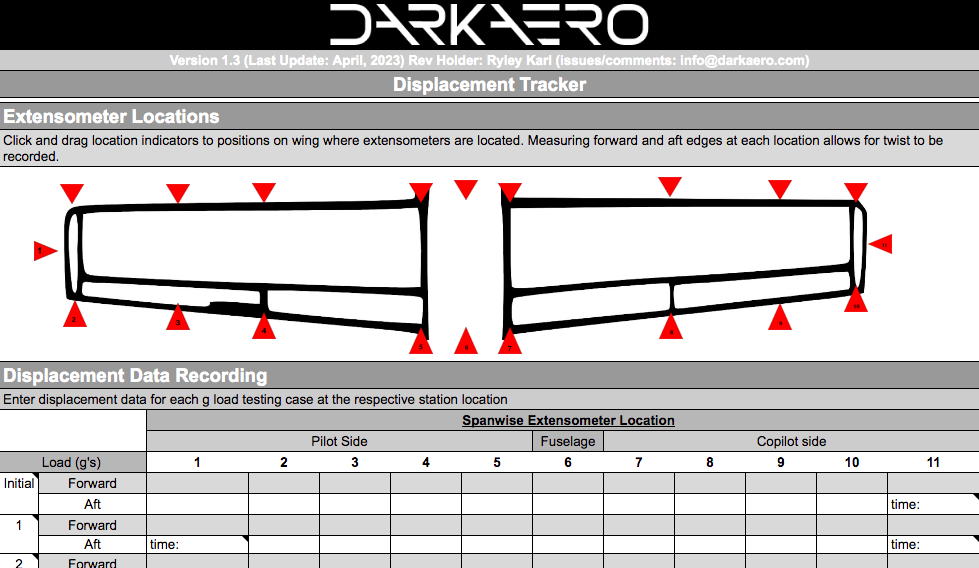 DARKAERO
Version 1.3 (Last Update: April, 2023) Rev Holder: Ryley Karl (issues/comments: info@darkaero.com)
Displacement Tracker
Extensometer Locations
Click and drag location indicators to positions on wing where extensometers are located. Measuring forward and aft edges at each location allows for twist to be
recorded.
1
2
3
4
5
7
Displacement Data Recording
Enter displacement data for each g load testing case at the respective station location
Spanwise Extensometer Location
Pilot Side Fuselage Copilot side
Load (g's) 1 2 3 4 5 6 7 8 9 10 11
Initial Forward
Aft time:
1 Forward
Aft time: time:
2 Forward